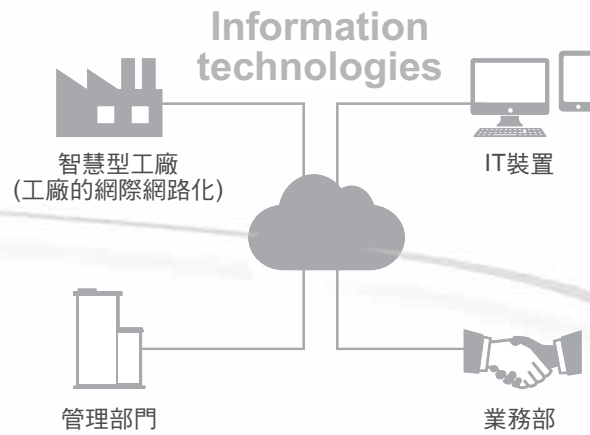 Information
technologies
智慧型工廠
(工廠的網際網路化)
IT裝置
管理部門
業務部